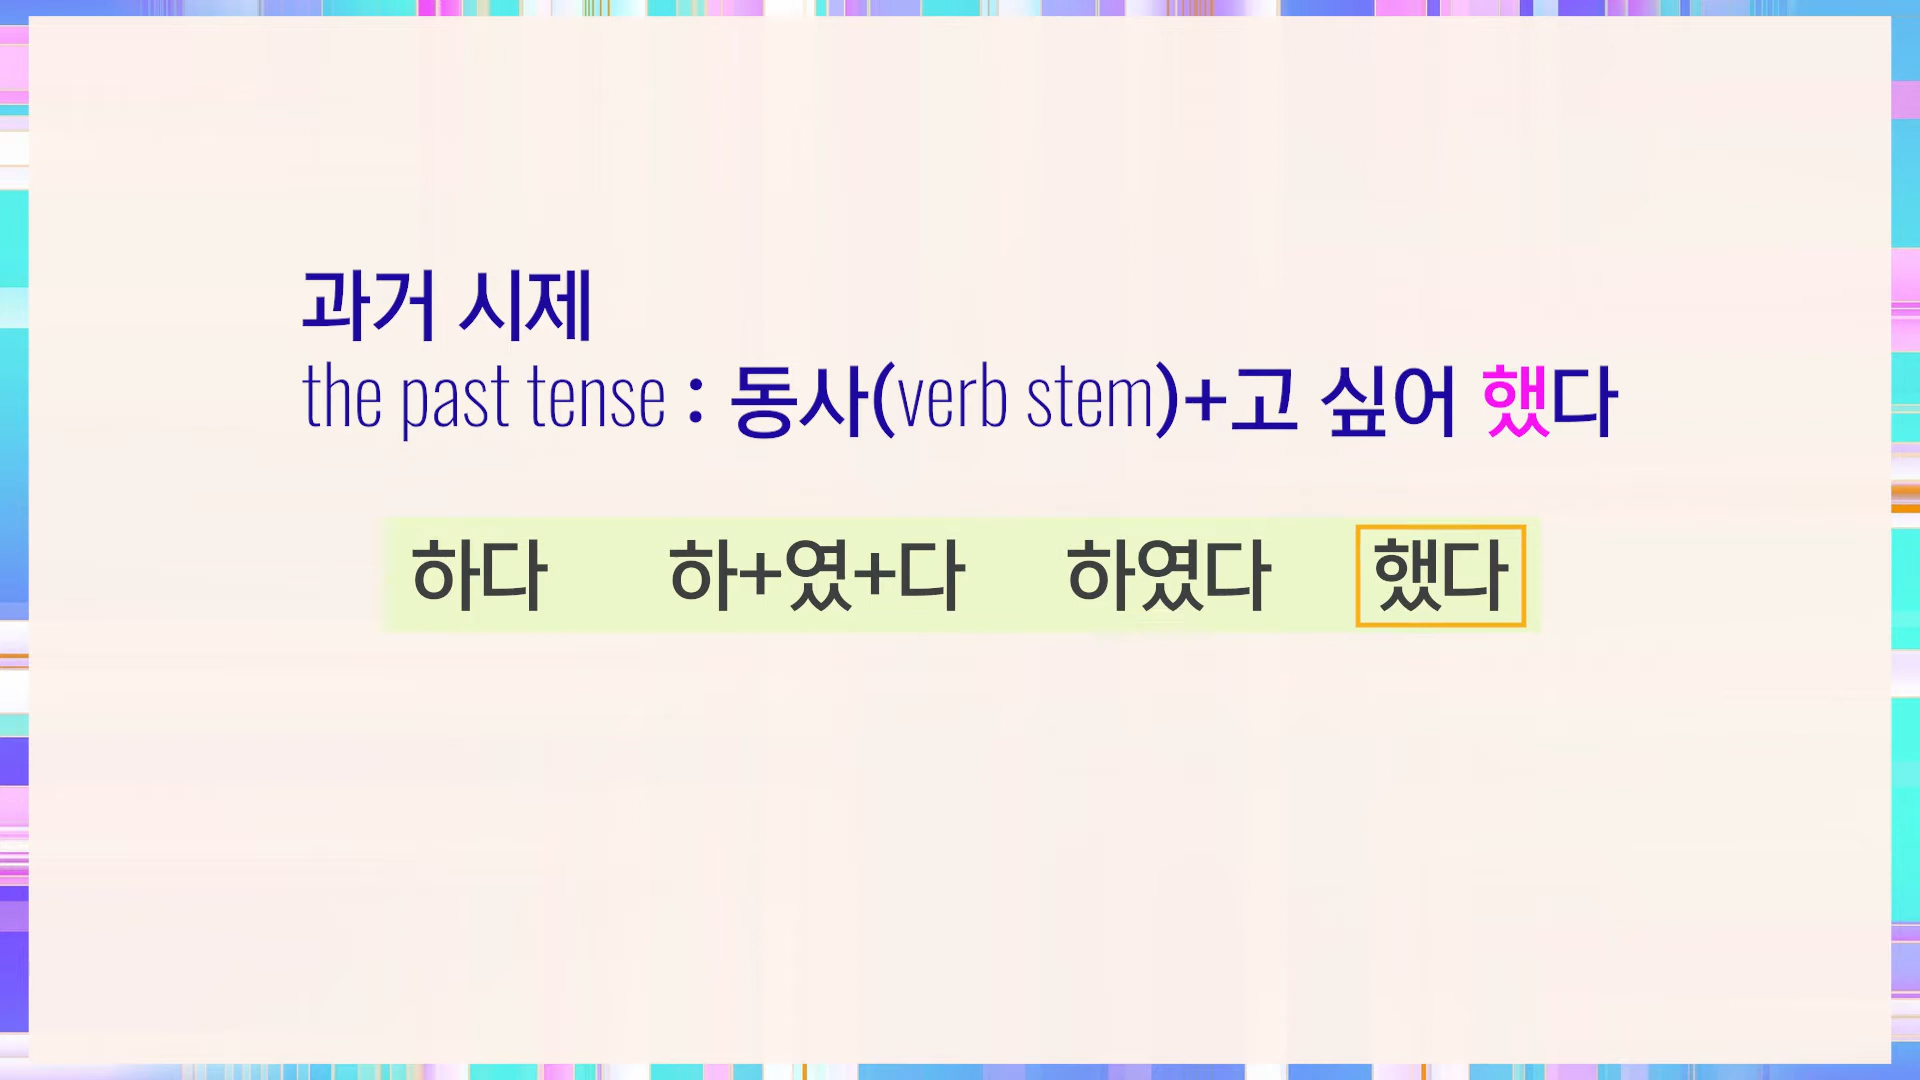 과거 시제
the past tense : 동사(verb stem)+고 싶어 했다
하다 하+였+다 하였다 했다